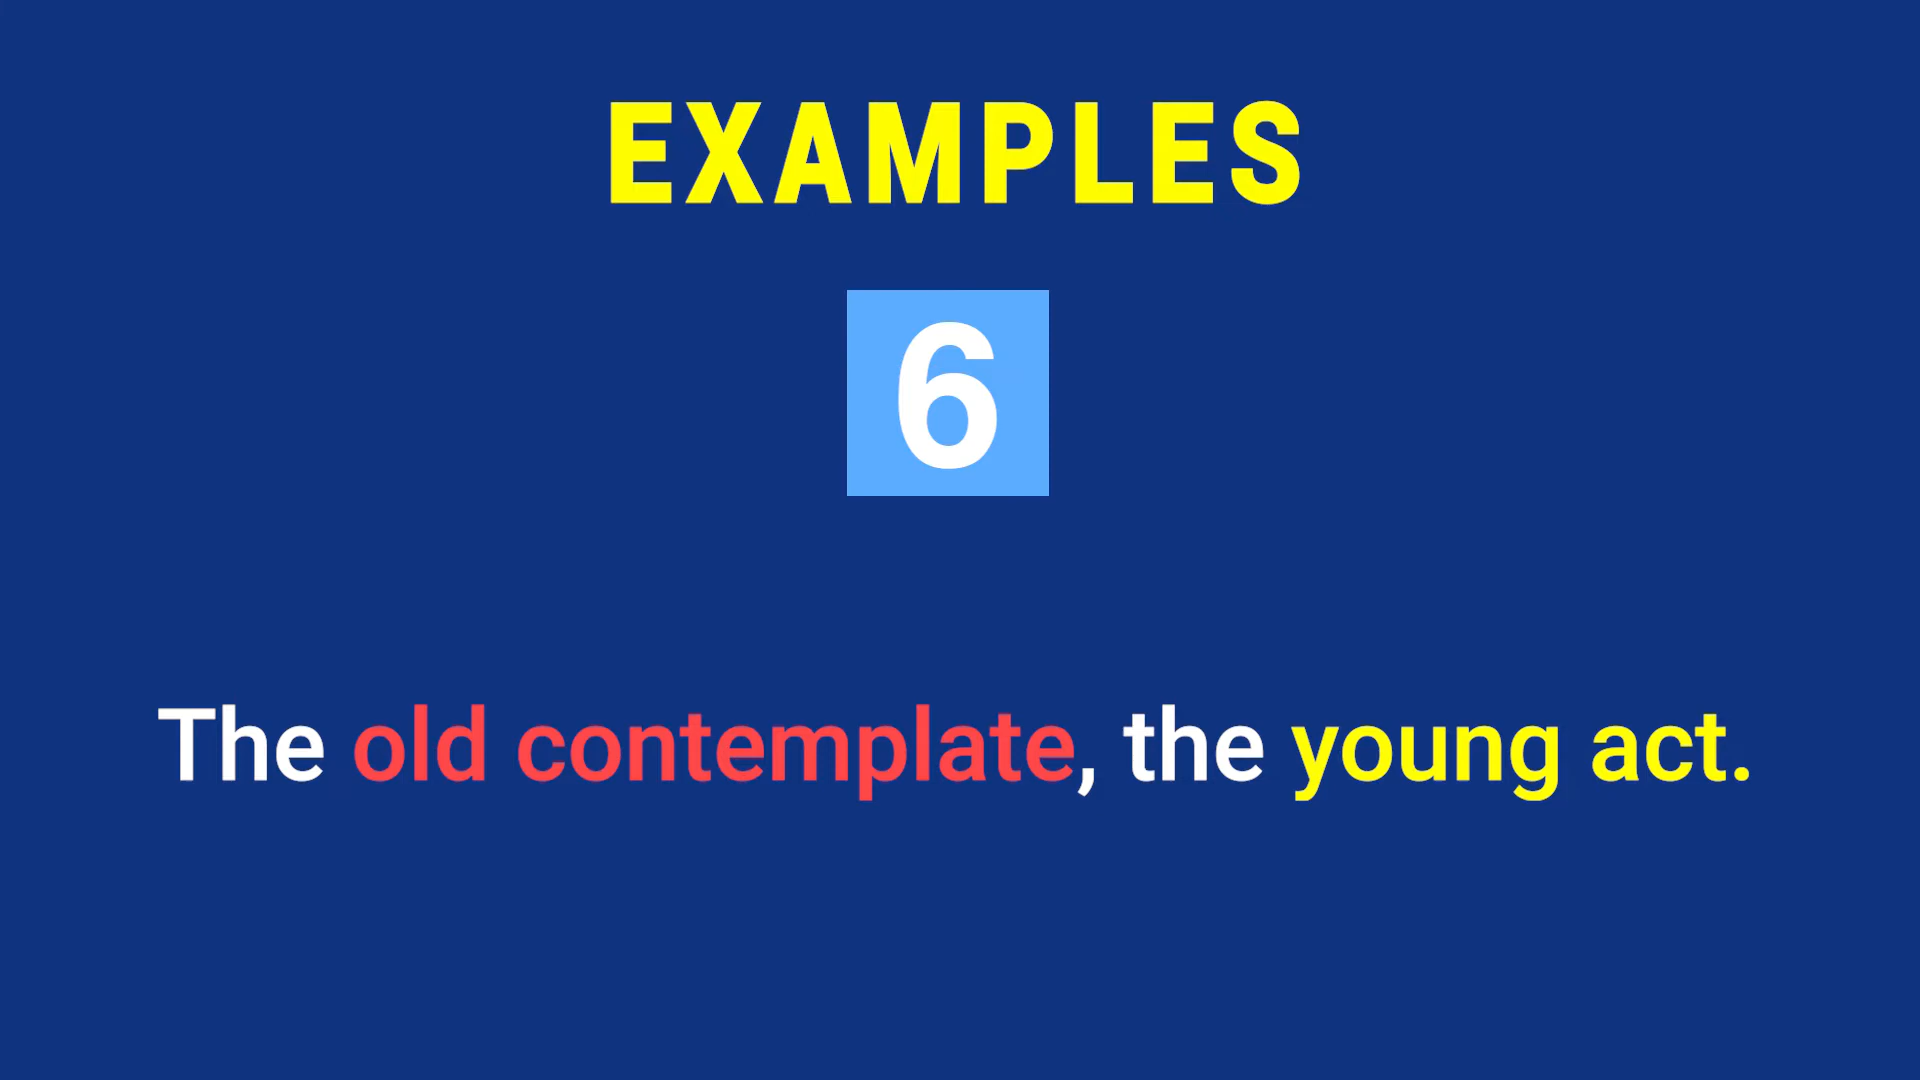 EXAMPLES
6
The old contemplate, the young act.